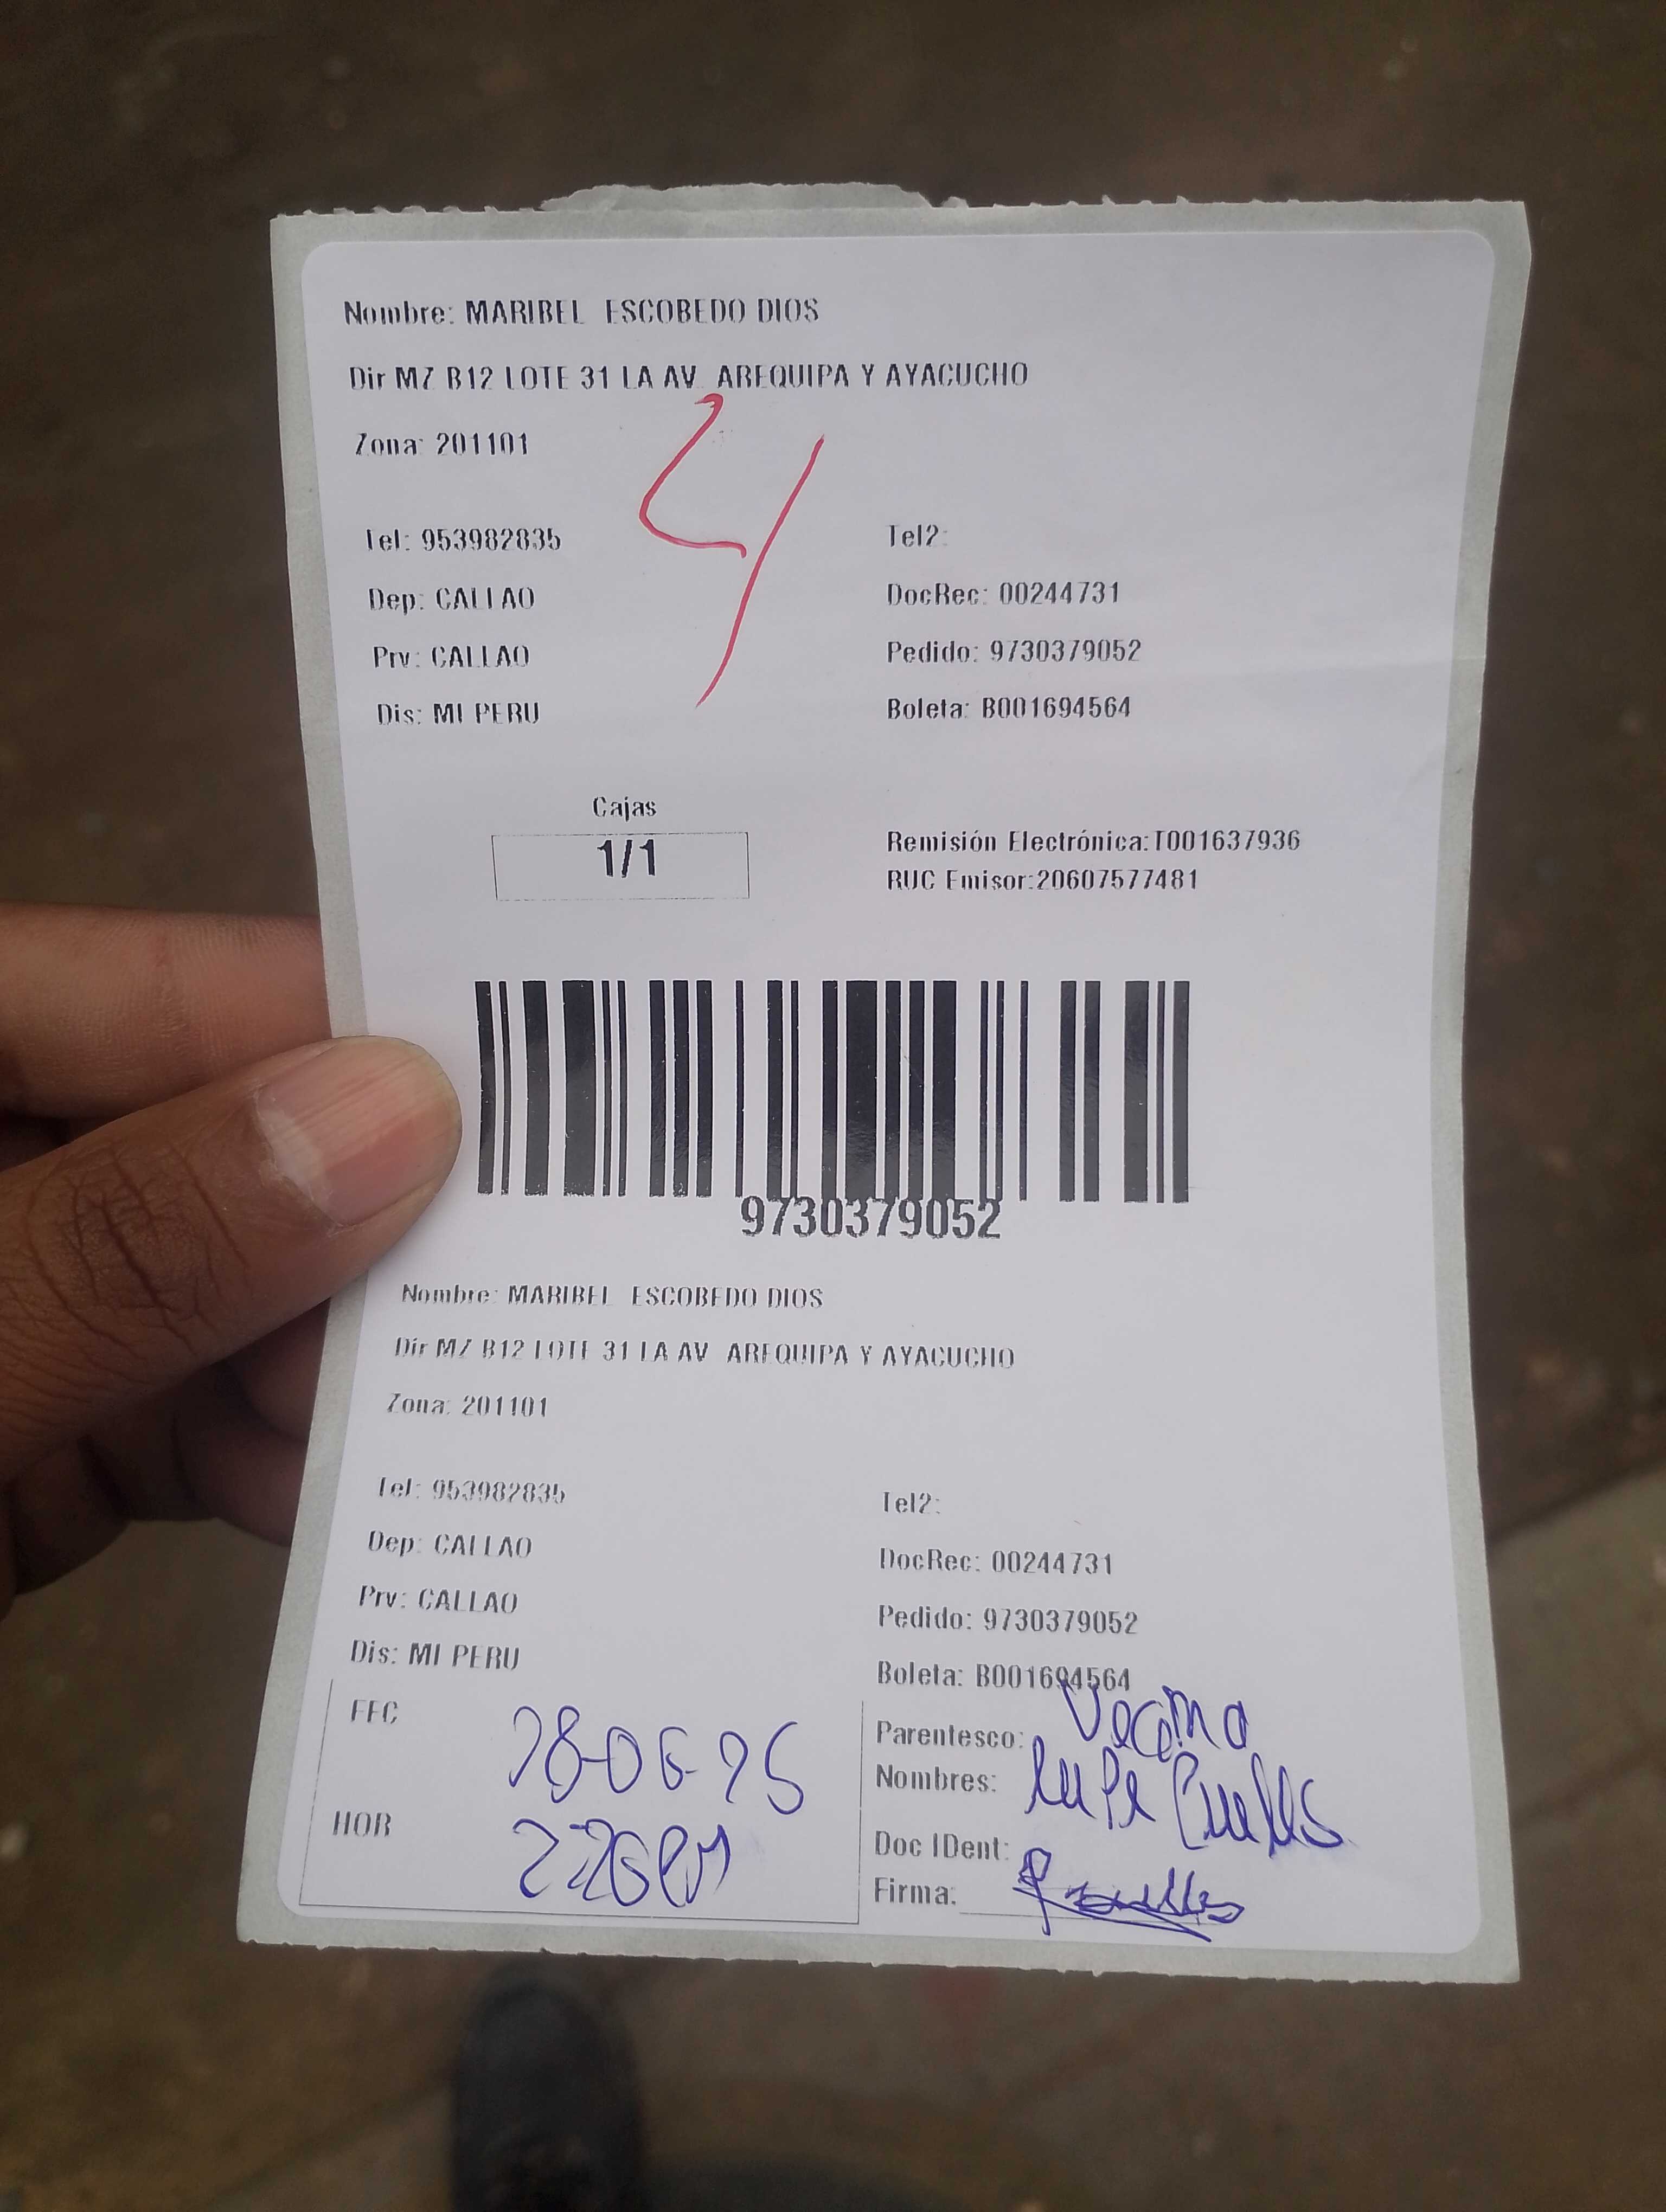 Nombre: MARIBEL ESCOBEDO DIOS
Dir MZ B12 LOTE 31 LA AV. AREQUIPA Y AYACUCHO
4
Zona: 201101
Tel: 953982835 Tel2:
Dep: CALLAO DocRec: 00244731
Prv: CALLAO Pedido: 9730379052
Dis: MI PERU Boleta: B001694564
Cajas
1/1
Remisión Electrónica:T001637936
RUC Emisor:20607577481
9730379052
Nombre: MARIBEL ESCOBEDO DIOS
Dir MZ B12 LOTE 31 LA AV AREQUIPA Y AYACUCHO
Zona: 201101
Tel: 953982835 Tel2:
Dep: CALLAO DocRec: 00244731
Prv: CALLAO Pedido: 9730379052
Dis: MI PERU Boleta: B001694564
FEC
Parentesco: Vecina
Nombres: Lupe
HOR
Doc IDent:
Firma: